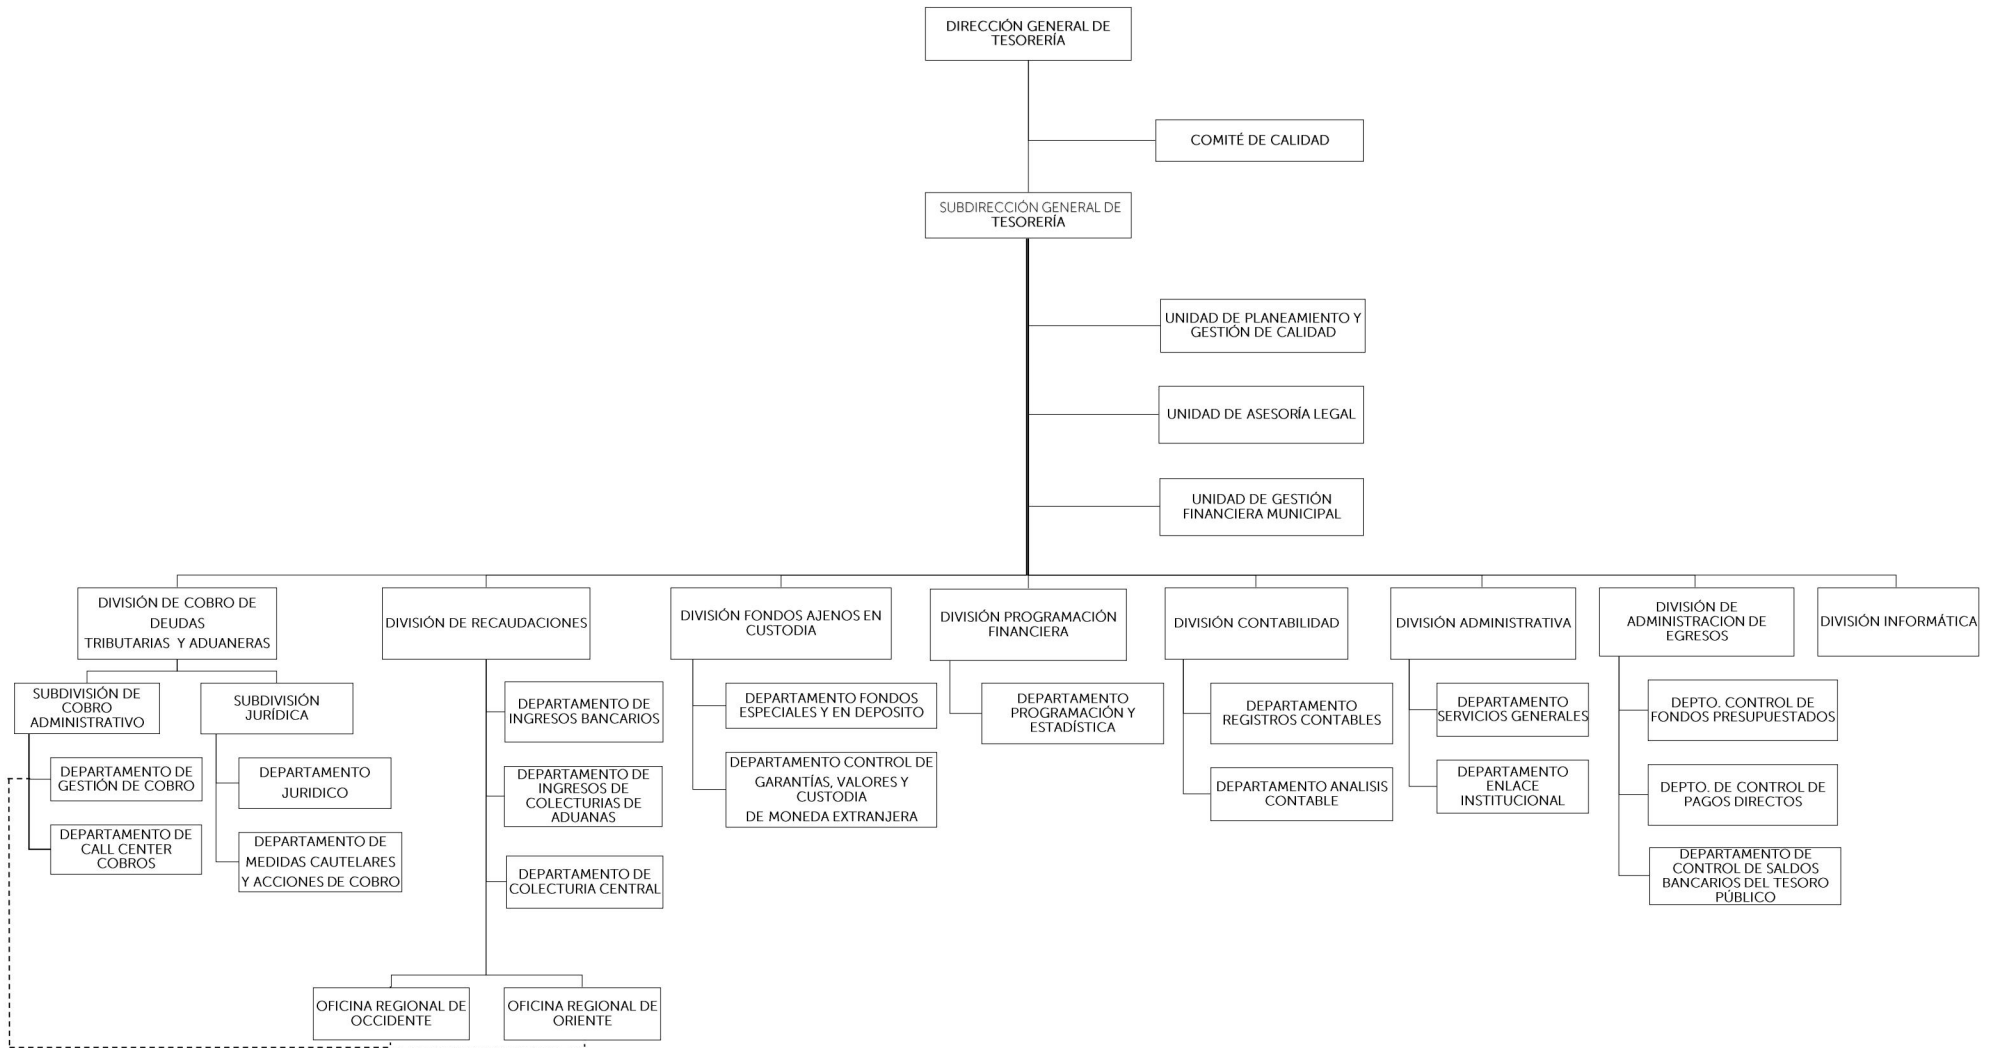 DIRECCIÓN GENERAL DE
TESORERÍA
COMITÉ DE CALIDAD
SUBDIRECCIÓN GENERAL DE
TESORERÍA
UNIDAD DE PLANEAMIENTO Y
GESTIÓN DE CALIDAD
UNIDAD DE ASESORÍA LEGAL
UNIDAD DE GESTIÓN
FINANCIERA MUNICIPAL
DIVISIÓN DE COBRO DE
DEUDAS
TRIBUTARIAS Y ADUANERAS
DIVISIÓN DE RECAUDACIONES
DIVISIÓN FONDOS AJENOS EN
CUSTODIA
DIVISIÓN PROGRAMACIÓN
FINANCIERA
DIVISIÓN CONTABILIDAD
DIVISIÓN ADMINISTRATIVA
DIVISIÓN DE
ADMINISTRACION DE
EGRESOS
DIVISIÓN INFORMÁTICA
SUBDIVISIÓN DE
COBRO
ADMINISTRATIVO
SUBDIVISIÓN
JURÍDICA
DEPARTAMENTO DE
GESTIÓN DE COBRO
DEPARTAMENTO DE
CALL CENTER
COBROS
DEPARTAMENTO
JURIDICO
DEPARTAMENTO DE
MEDIDAS CAUTELARES
Y ACCIONES DE COBRO
DEPARTAMENTO DE
INGRESOS BANCARIOS
DEPARTAMENTO DE
INGRESOS DE
COLECTURIAS DE
ADUANAS
DEPARTAMENTO DE
COLECTURIA CENTRAL
OFICINA REGIONAL DE
OCCIDENTE
OFICINA REGIONAL DE
ORIENTE
DEPARTAMENTO FONDOS
ESPECIALES Y EN DEPOSITO
DEPARTAMENTO CONTROL DE
GARANTÍAS, VALORES Y
CUSTODIA
DE MONEDA EXTRANJERA
DEPARTAMENTO
PROGRAMACIÓN Y
ESTADÍSTICA
DEPARTAMENTO
REGISTROS CONTABLES
DEPARTAMENTO ANALISIS
CONTABLE
DEPARTAMENTO
SERVICIOS GENERALES
DEPARTAMENTO
ENLACE
INSTITUCIONAL
DEPTO. CONTROL DE
FONDOS PRESUPUESTADOS
DEPTO. DE CONTROL DE
PAGOS DIRECTOS
DEPARTAMENTO DE
CONTROL DE SALDOS
BANCARIOS DEL TESORO
PÚBLICO